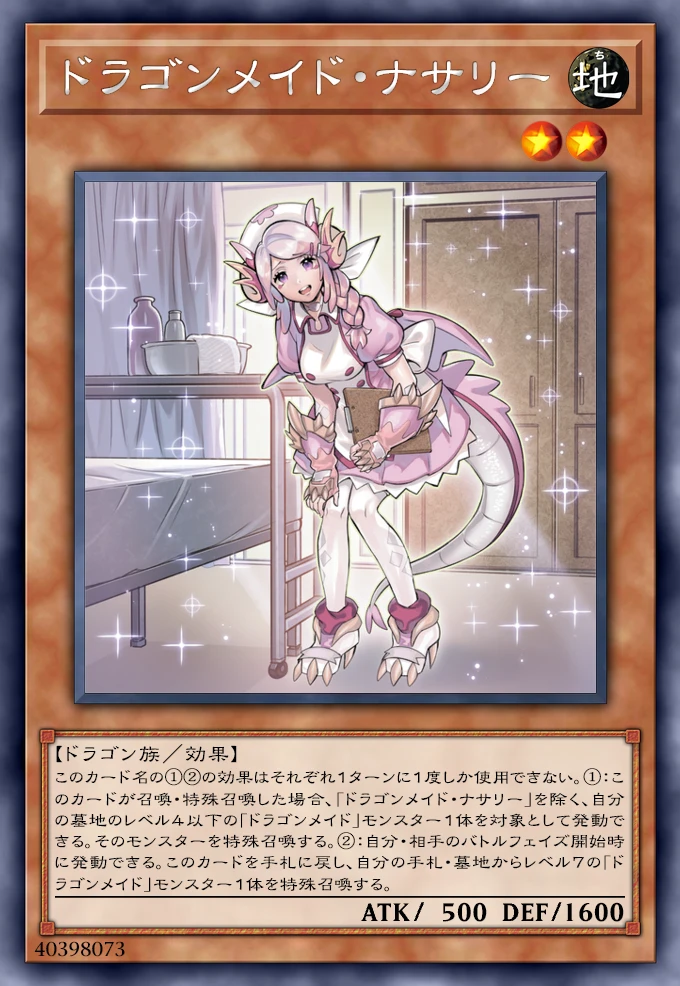 ドラゴンメイド・ナサリー
ち
地
【ドラゴン族／効果】
このカード名の①②の効果はそれぞれ1ターンに1度しか使用できない。①：こ
のカードが召喚・特殊召喚した場合、「ドラゴンメイド・ナサリー」を除く、自分
の墓地のレベル4以下の「ドラゴンメイド」モンスター1体を対象として発動で
きる。そのモンスターを特殊召喚する。②：自分・相手のバトルフェイズ開始時
に発動できる。このカードを手札に戻し、自分の手札・墓地からレベル7の「ド
ラゴンメイド」モンスター1体を特殊召喚する。
ATK/ 500 DEF/1600
40398073